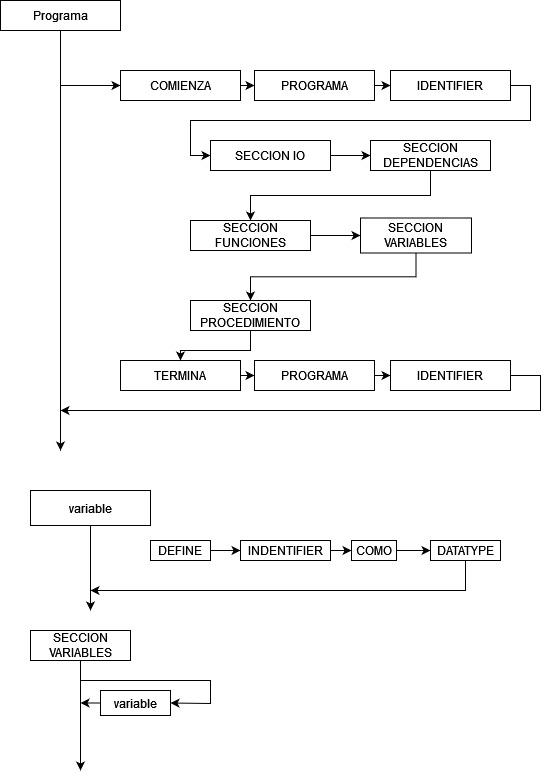 Programa
COMIENZA
PROGRAMA
IDENTIFIER
SECCION IO
SECCION
DEPENDENCIAS
SECCION
FUNCIONES
SECCION
VARIABLES
SECCION
PROCEDIMIENTO
TERMINA
PROGRAMA
IDENTIFIER
variable
DEFINE
INDENTIFIER
COMO
DATATYPE
SECCION
VARIABLES
variable